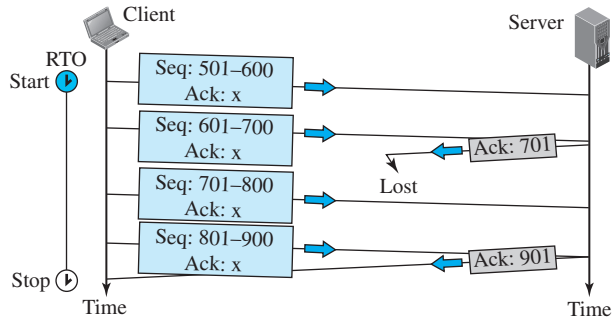 Client
Server
RTO
Start
Seq: 501–600
Ack: x
Seq: 601–700
Ack: x
Ack: 701
Lost
Seq: 701–800
Ack: x
Seq: 801–900
Ack: x
Ack: 901
Stop
Time
Time